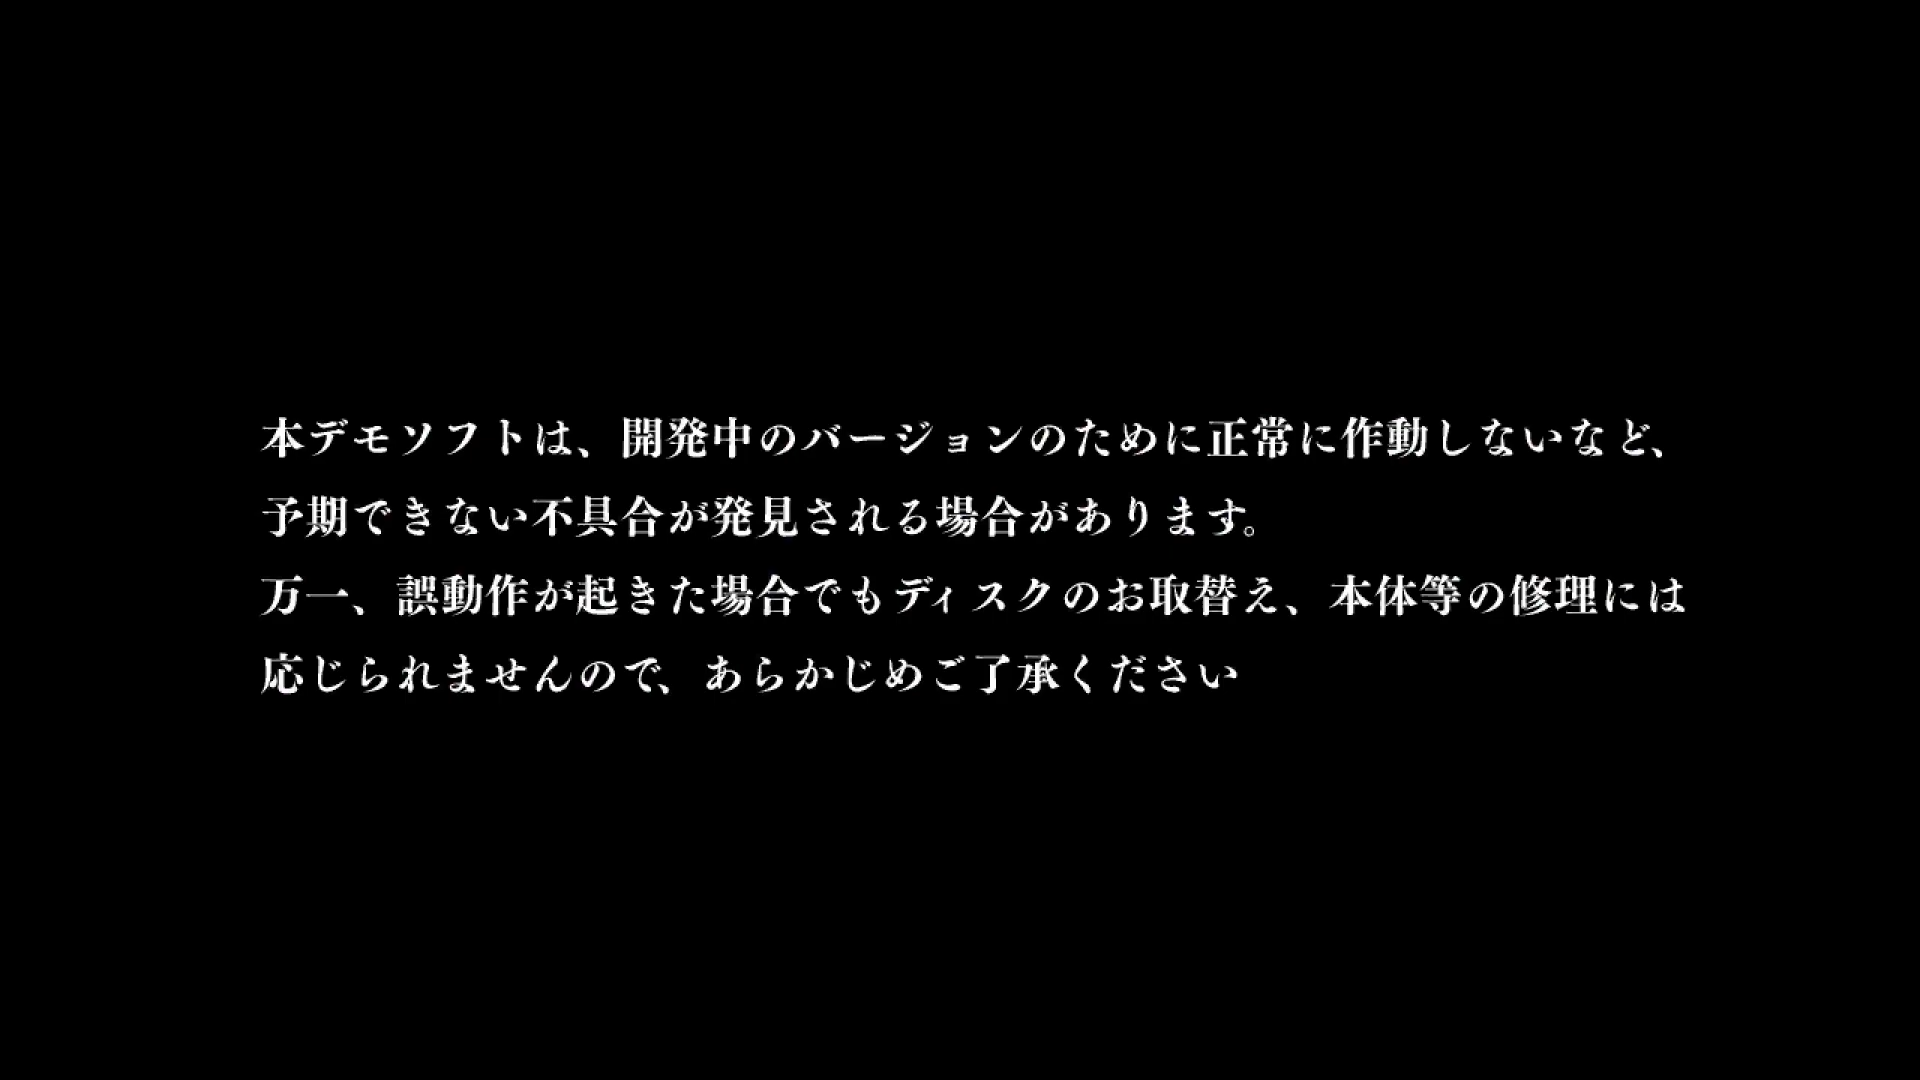 本デモソフトは、開発中のバージョンのために正常に作動しないなど、
予期できない不具合が発見される場合があります。
万一、誤動作が起きた場合でもディスクのお取替え、本体等の修理には
応じられませんので、あらかじめご了承ください